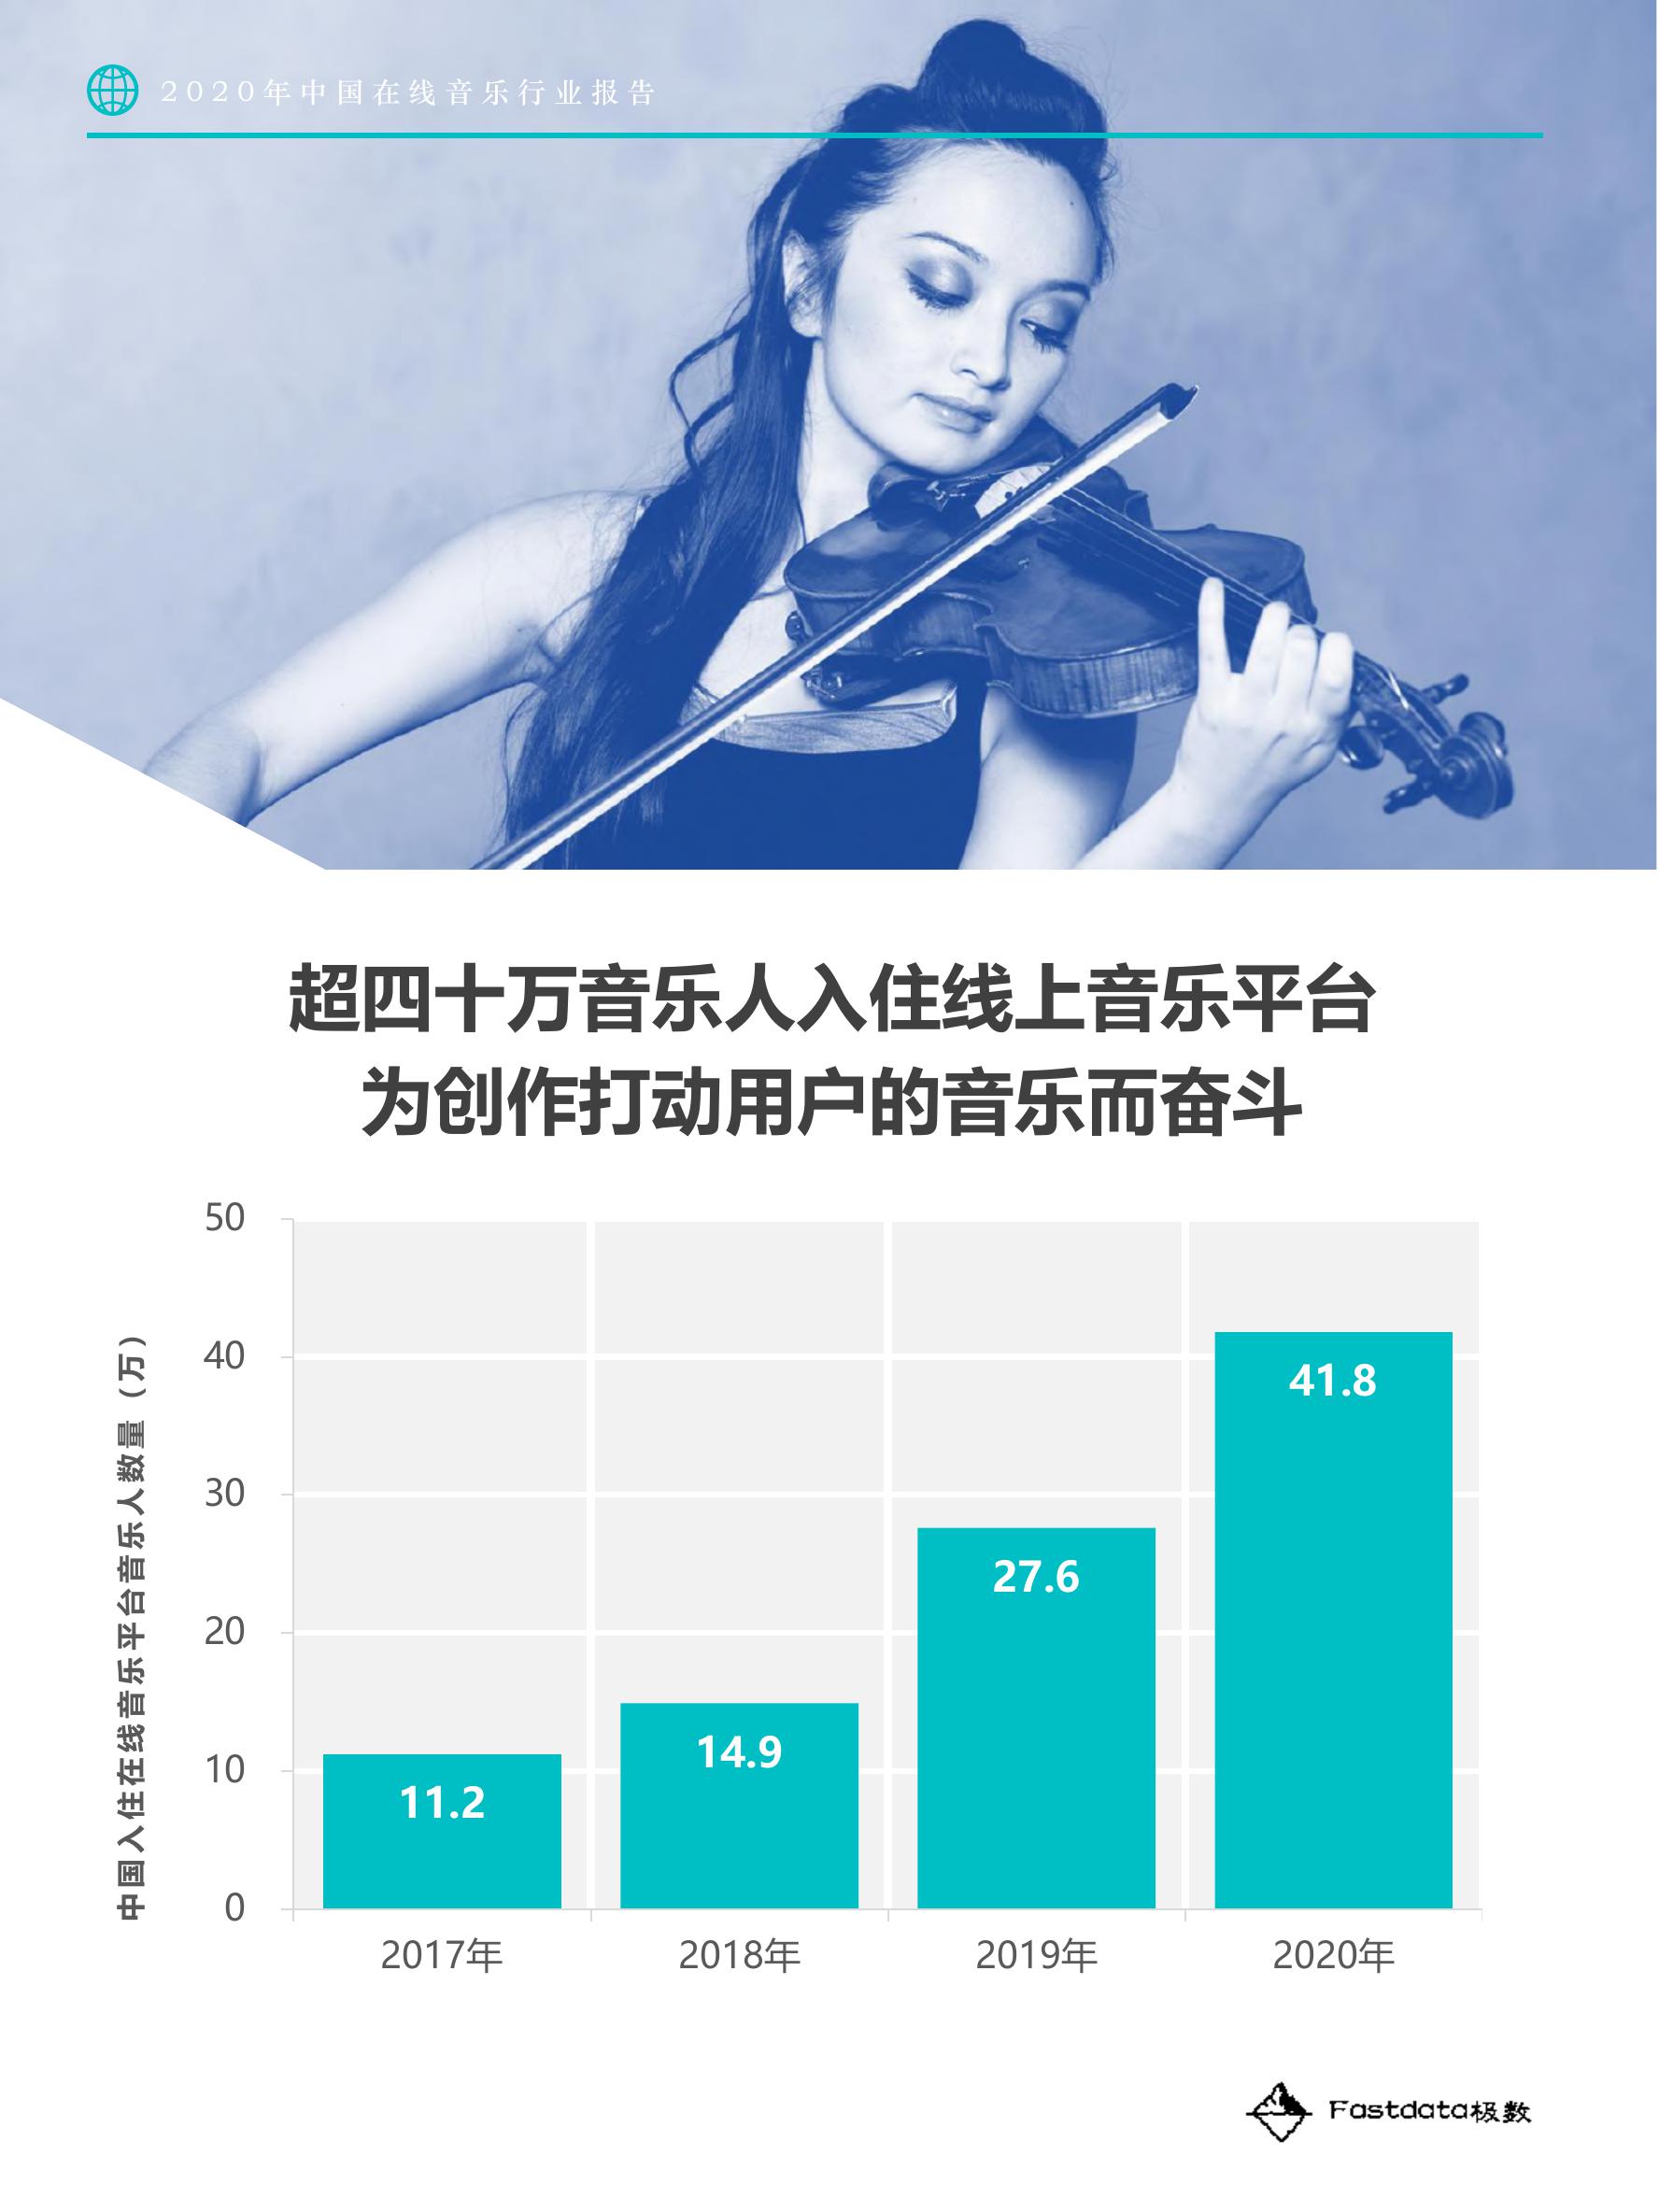 2020年中国在线音乐行业报告
超四十万音乐人入住线上音乐平台
为创作打动用户的音乐而奋斗
中国入住在线音乐平台音乐人数量（万）
50
40
30
20
10
0
11.2
14.9
27.6
41.8
2017年
2018年
2019年
2020年
Fastdata极数